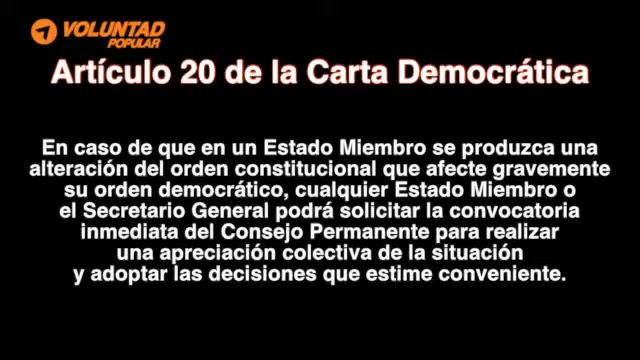 VOLUNTAD
POPULAR
Artículo 20 de la Carta Democrática
En caso de que en un Estado Miembro se produzca una
alteración del orden constitucional que afecte gravemente
su orden democrático, cualquier Estado Miembro o
el Secretario General podrá solicitar la convocatoria
inmediata del Consejo Permanente para realizar
una apreciación colectiva de la situación
y adoptar las decisiones que estime conveniente.